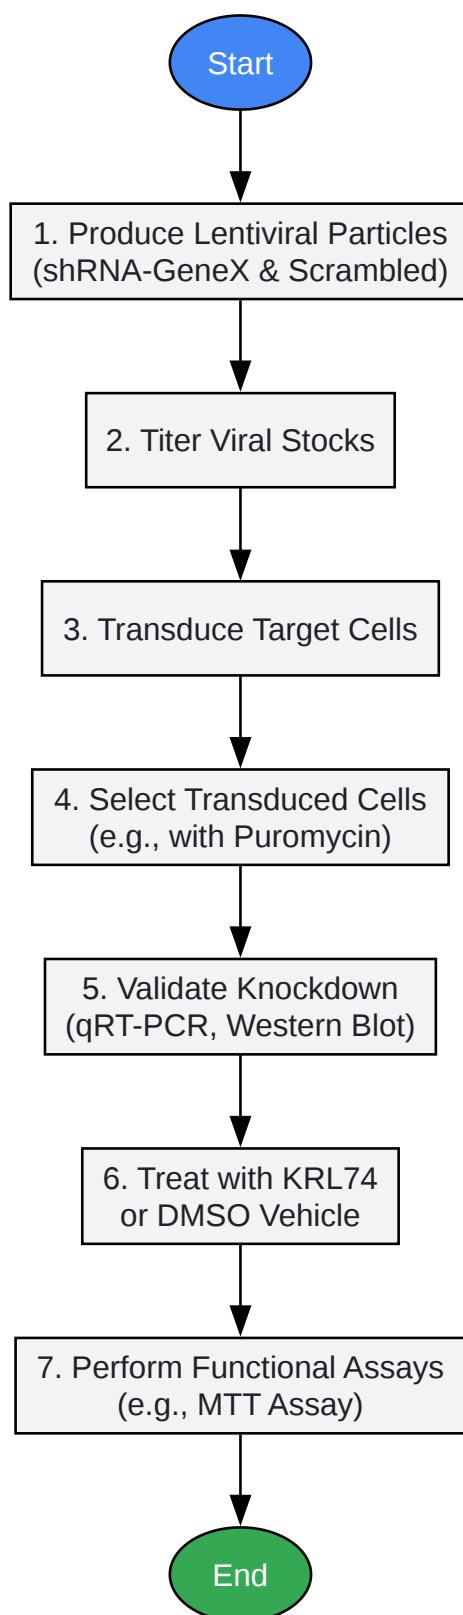 Start
1. Produce Lentiviral Particles
(shRNA-GeneX & Scrambled)
2. Titer Viral Stocks
3. Transduce Target Cells
4. Select Transduced Cells
(e.g., with Puromycin)
5. Validate Knockdown
(qRT-PCR, Western Blot)
6. Treat with KRL74
or DMSO Vehicle
7. Perform Functional Assays
(e.g., MTT Assay)
End